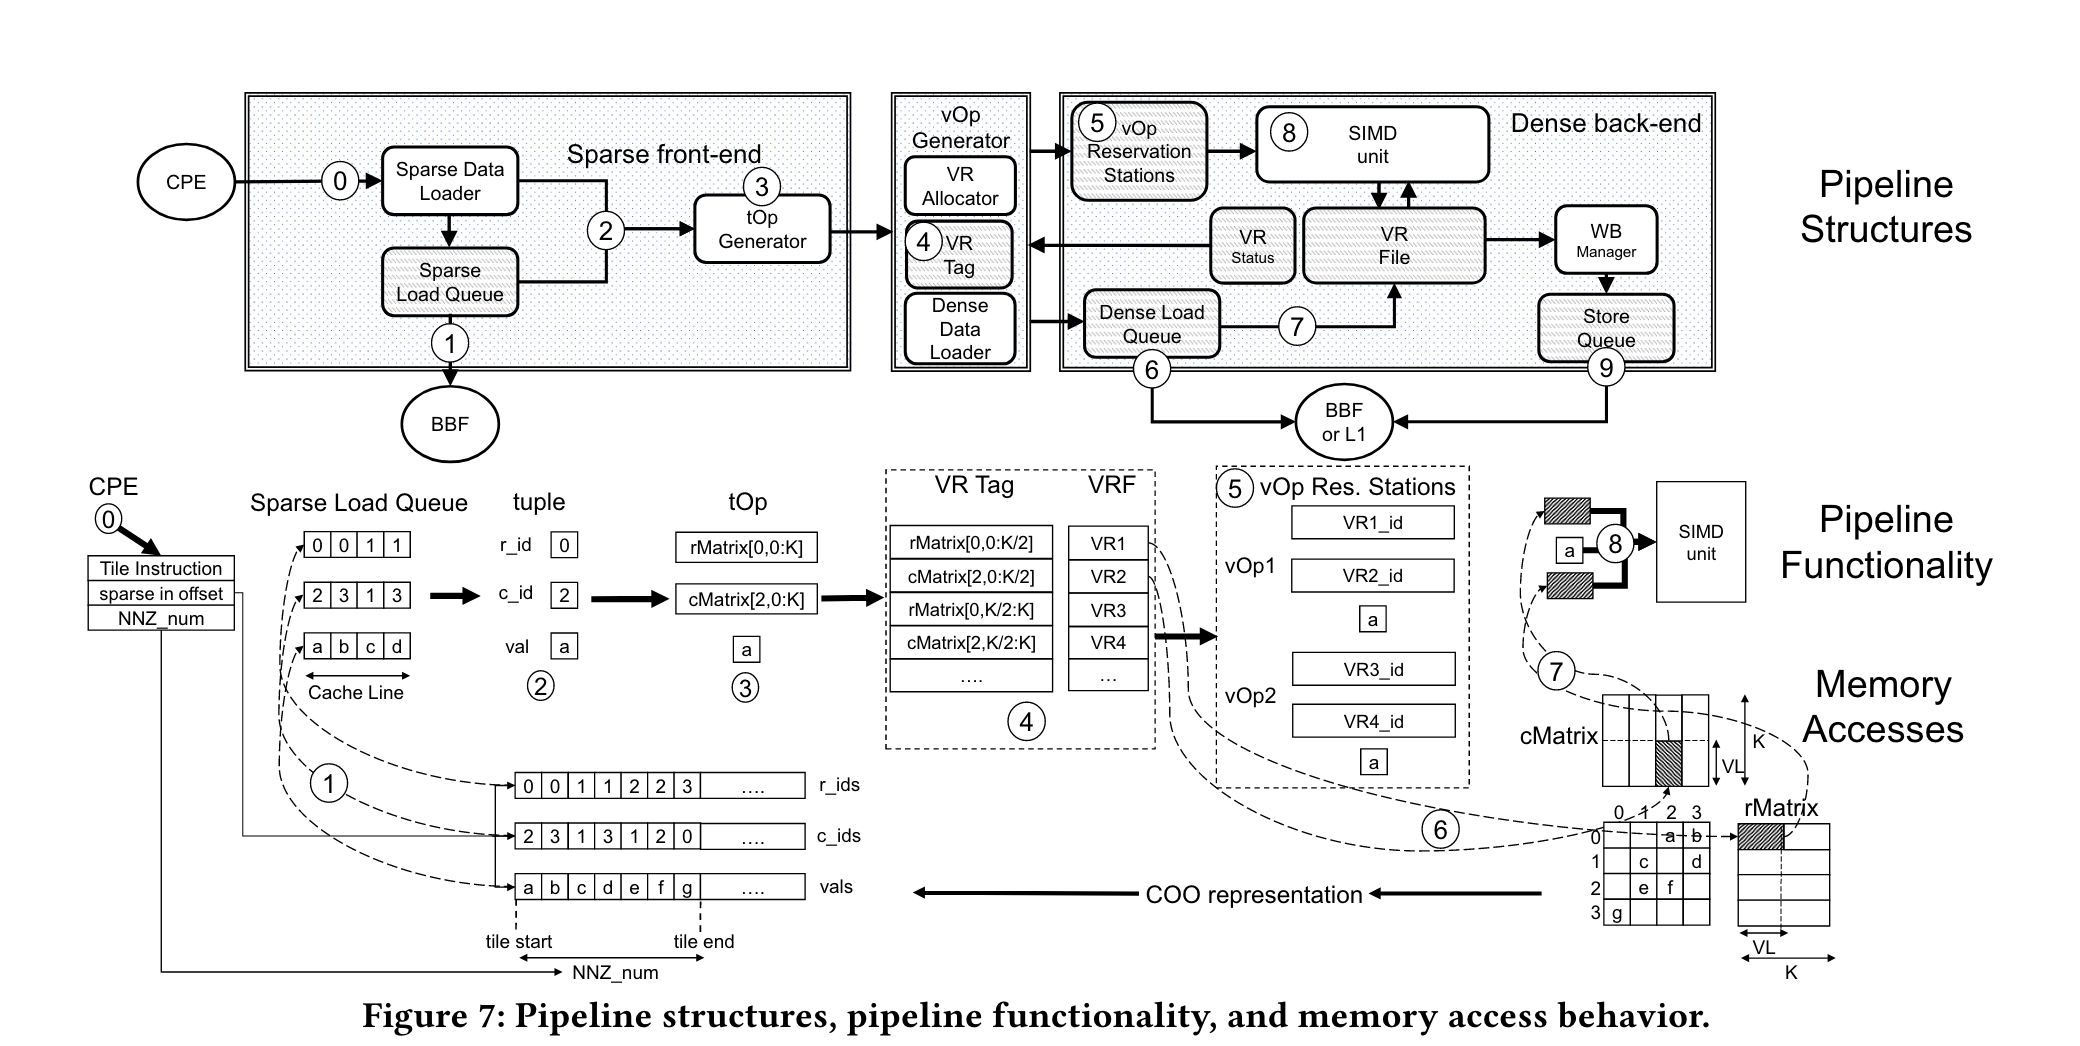 CPE
0
Sparse Data
Loader
Sparse
Load Queue
1
BBF
Sparse front-end
2
3
tOp
Generator
vOp
Generator
VR
Allocator
4
VR
Tag
Dense
Data
Loader
5
vOp
Reservation
Stations
8
SIMD
unit
Dense back-end
VR
Status
VR
File
WB
Manager
Dense Load
Queue
7
Store
Queue
6
9
BBF
or L1
Pipeline
Structures
CPE
0
Tile Instruction
sparse in offset
NNZ_num
Sparse Load Queue
0 0 1 1
2 3 1 3
a b c d
Cache Line
tuple
r_id 0
c_id 2
val a
2
tOp
rMatrix[0,0:K]
cMatrix[2,0:K]
a
3
VR Tag VRF
rMatrix[0,0:K/2] VR1
cMatrix[2,0:K/2] VR2
rMatrix[0,K/2:K] VR3
cMatrix[2,K/2:K] VR4
.... ...
4
5 vOp Res. Stations
VR1_id
vOp1
VR2_id
a
VR3_id
vOp2
VR4_id
a
8
a
SIMD
unit
Pipeline
Functionality
7
Memory
Accesses
cMatrix
K
VL
1
0 0 1 1 2 2 3 .... r_ids
2 3 1 3 1 2 0 .... c_ids
a b c d e f g .... vals
tile start tile end
NNZ_num
6
COO representation
0 1 2 3
0 a b
1 c d
2 e f
3 g
rMatrix
VL
K
Figure 7: Pipeline structures, pipeline functionality, and memory access behavior.